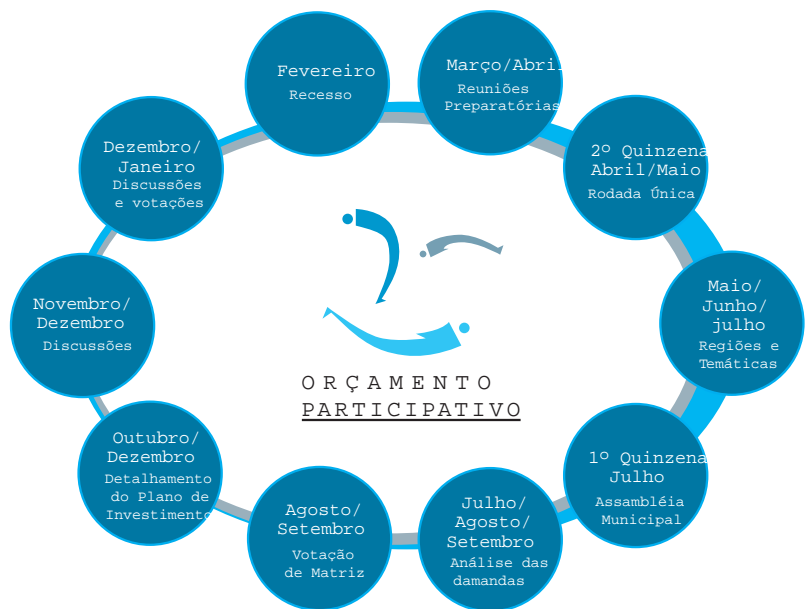 Fevereiro
Recesso
Março/Abril
Reuniões
Preparatórias
2º Quinzena
Abril/Maio
Rodada Única
Maio/
Junho/
julho
Regiões e
Temáticas
1º Quinzena
Julho
Assambléia
Municipal
Julho/
Agosto/
Setembro
Análise das
damandas
Agosto/
Setembro
Votação
de Matriz
Outubro/
Dezembro
Detalhamento
do Plano de
Investimento
Novembro/
Dezembro
Discussões
Dezembro/
Janeiro
Discussões
e votações
ORÇAMENTO
PARTICIPATIVO